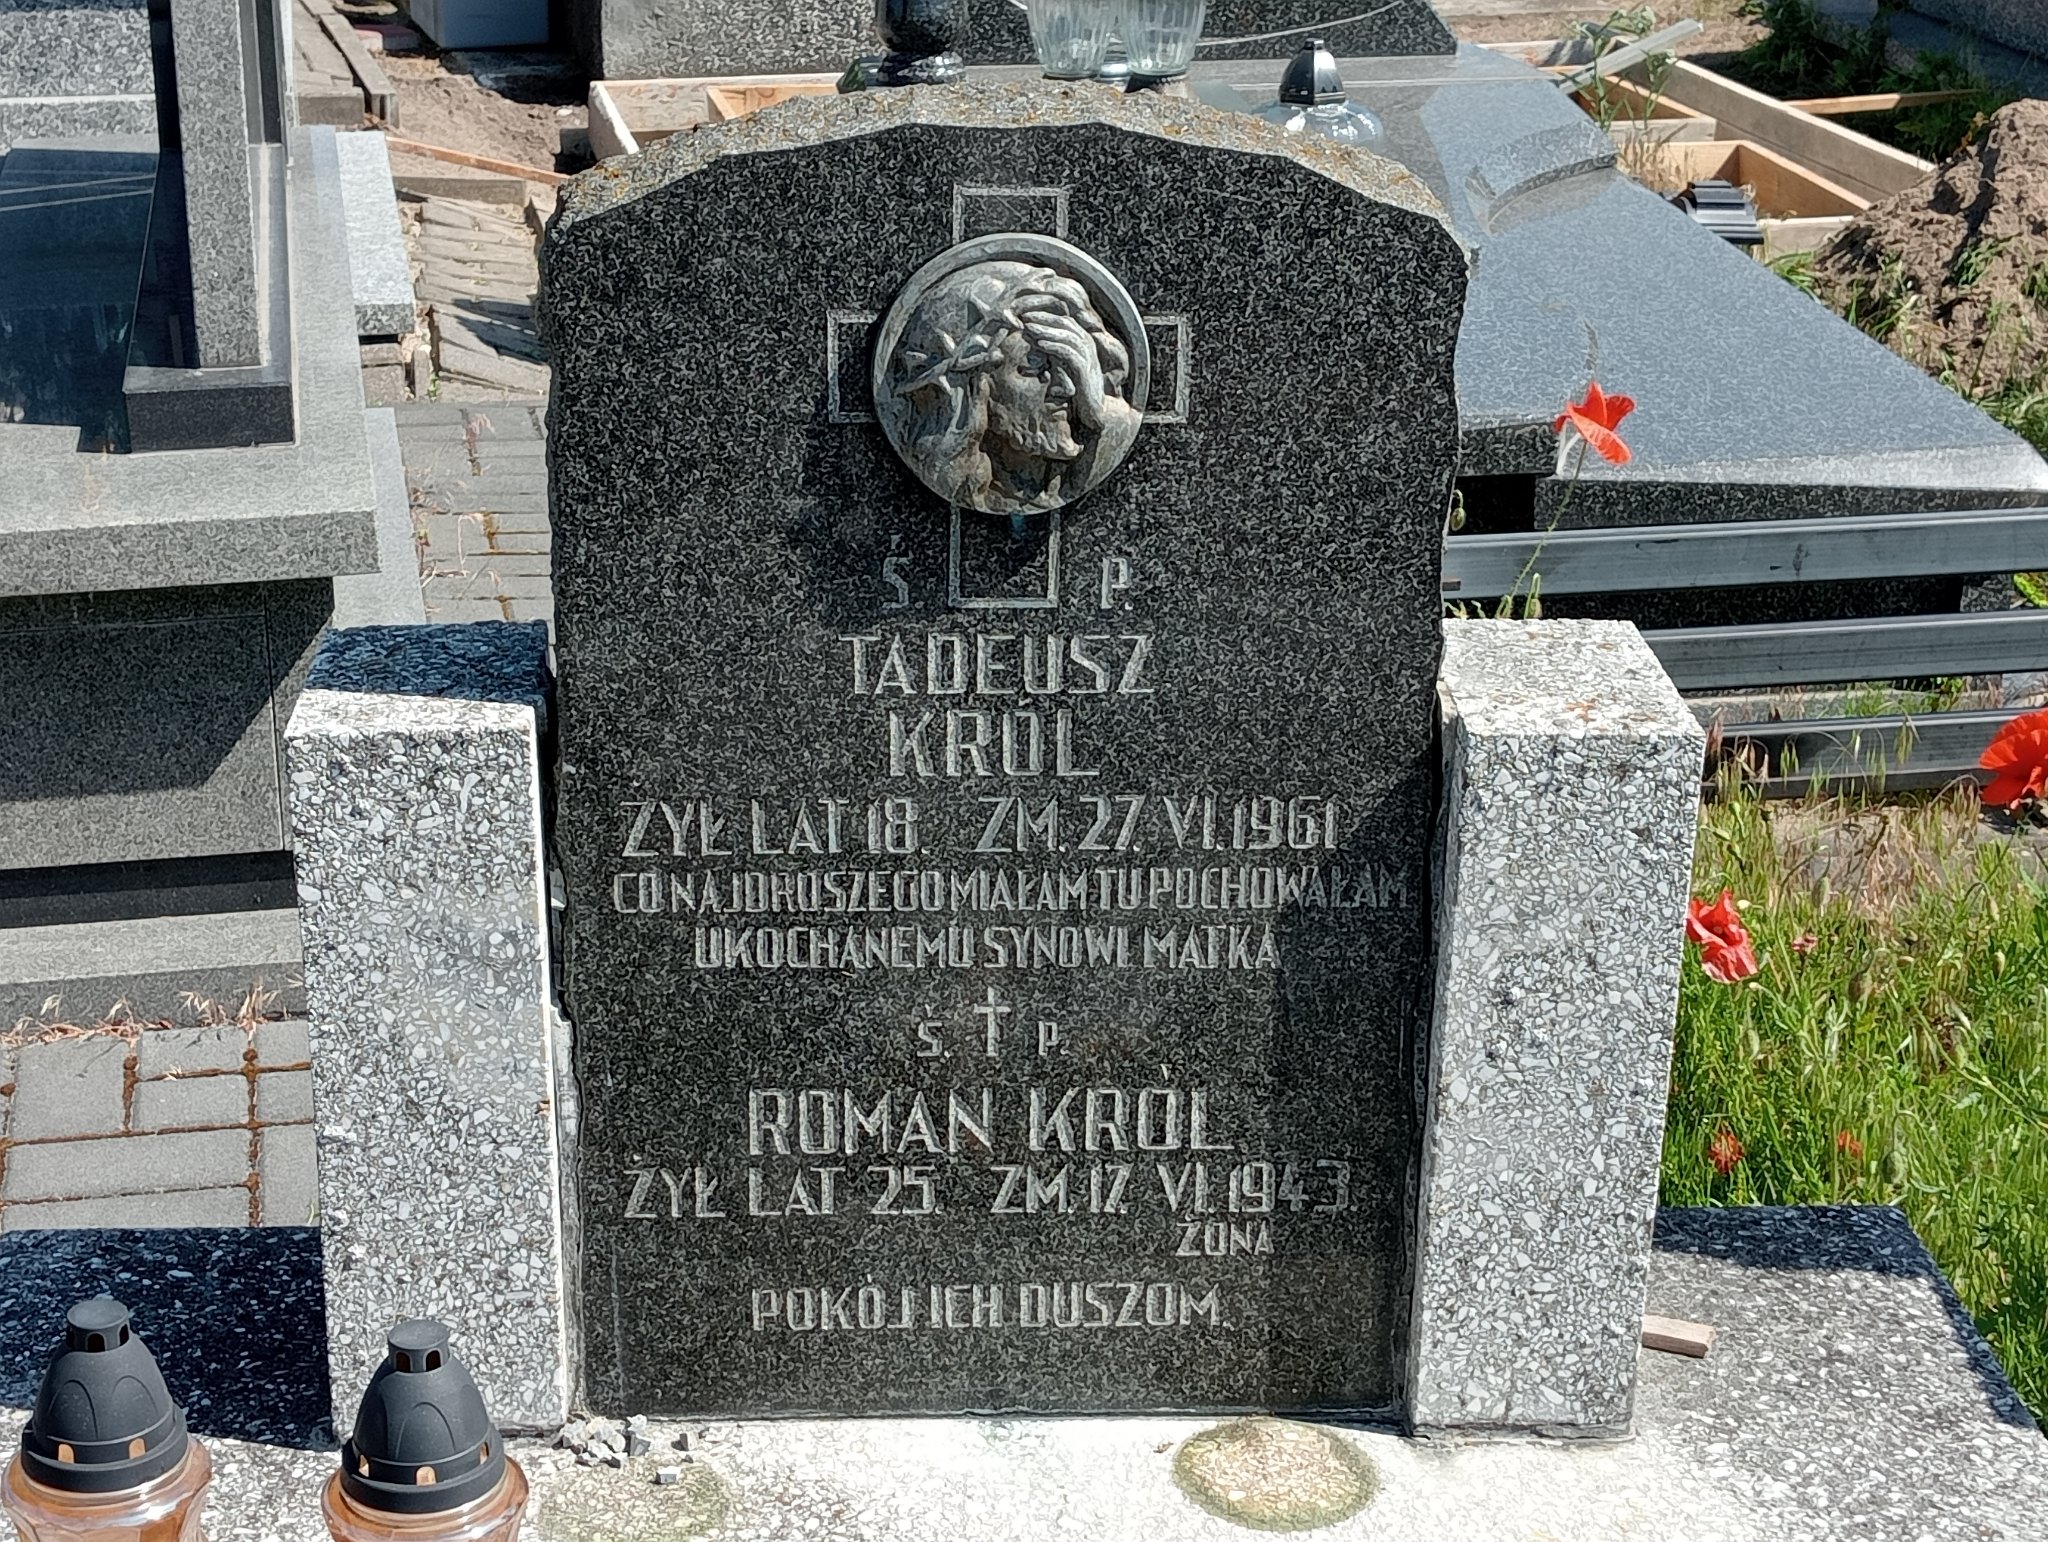 Ś. P.
TADEUSZ
KRÓL
ŻYŁ LAT 18. ZM. 27. VI. 1961
CO NAJDROSZEGO MIAŁAM TU POCHOWAŁAM
UKOCHANEMU SYNOWI MATKA
Ś. P.
ROMAN KRÓL
ŻYŁ LAT 25. ZM. 17. VI. 1943.
ŻONA
POKÓJ ICH DUSZOM.